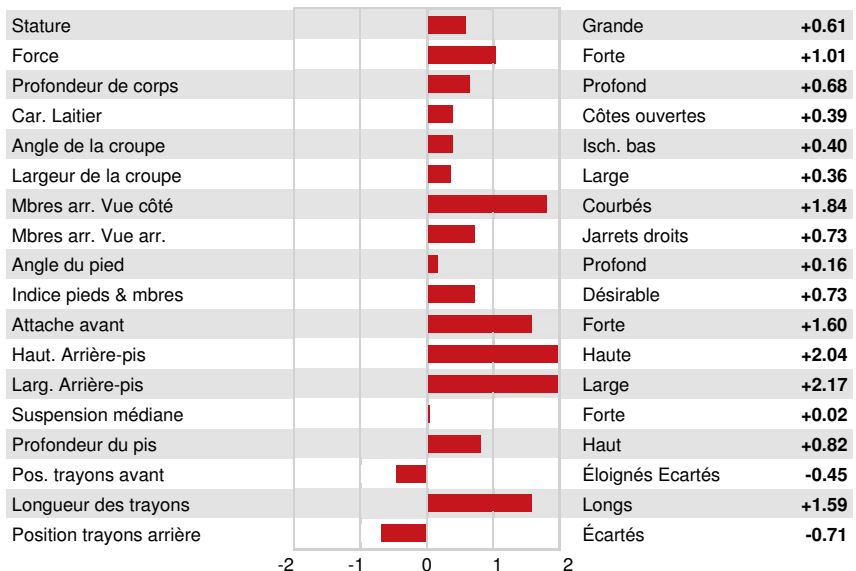 Stature Grande +0.61
Force Forte +1.01
Profondeur de corps Profond +0.68
Car. Laitier Côtes ouvertes +0.39
Angle de la croupe Isch. bas +0.40
Largeur de la croupe Large +0.36
Mbres arr. Vue côté Courbés +1.84
Mbres arr. Vue arr. Jarrets droits +0.73
Angle du pied Profond +0.16
Indice pieds & mbres Désirable +0.73
Attache avant Forte +1.60
Haut. Arrière-pis Haute +2.04
Larg. Arrière-pis Large +2.17
Suspension médiane Forte +0.02
Profondeur du pis Haut +0.82
Pos. trayons avant Éloignés Ecartés -0.45
Longueur des trayons Longs +1.59
Position trayons arrière Écartés -0.71
-2 -1 0 1 2